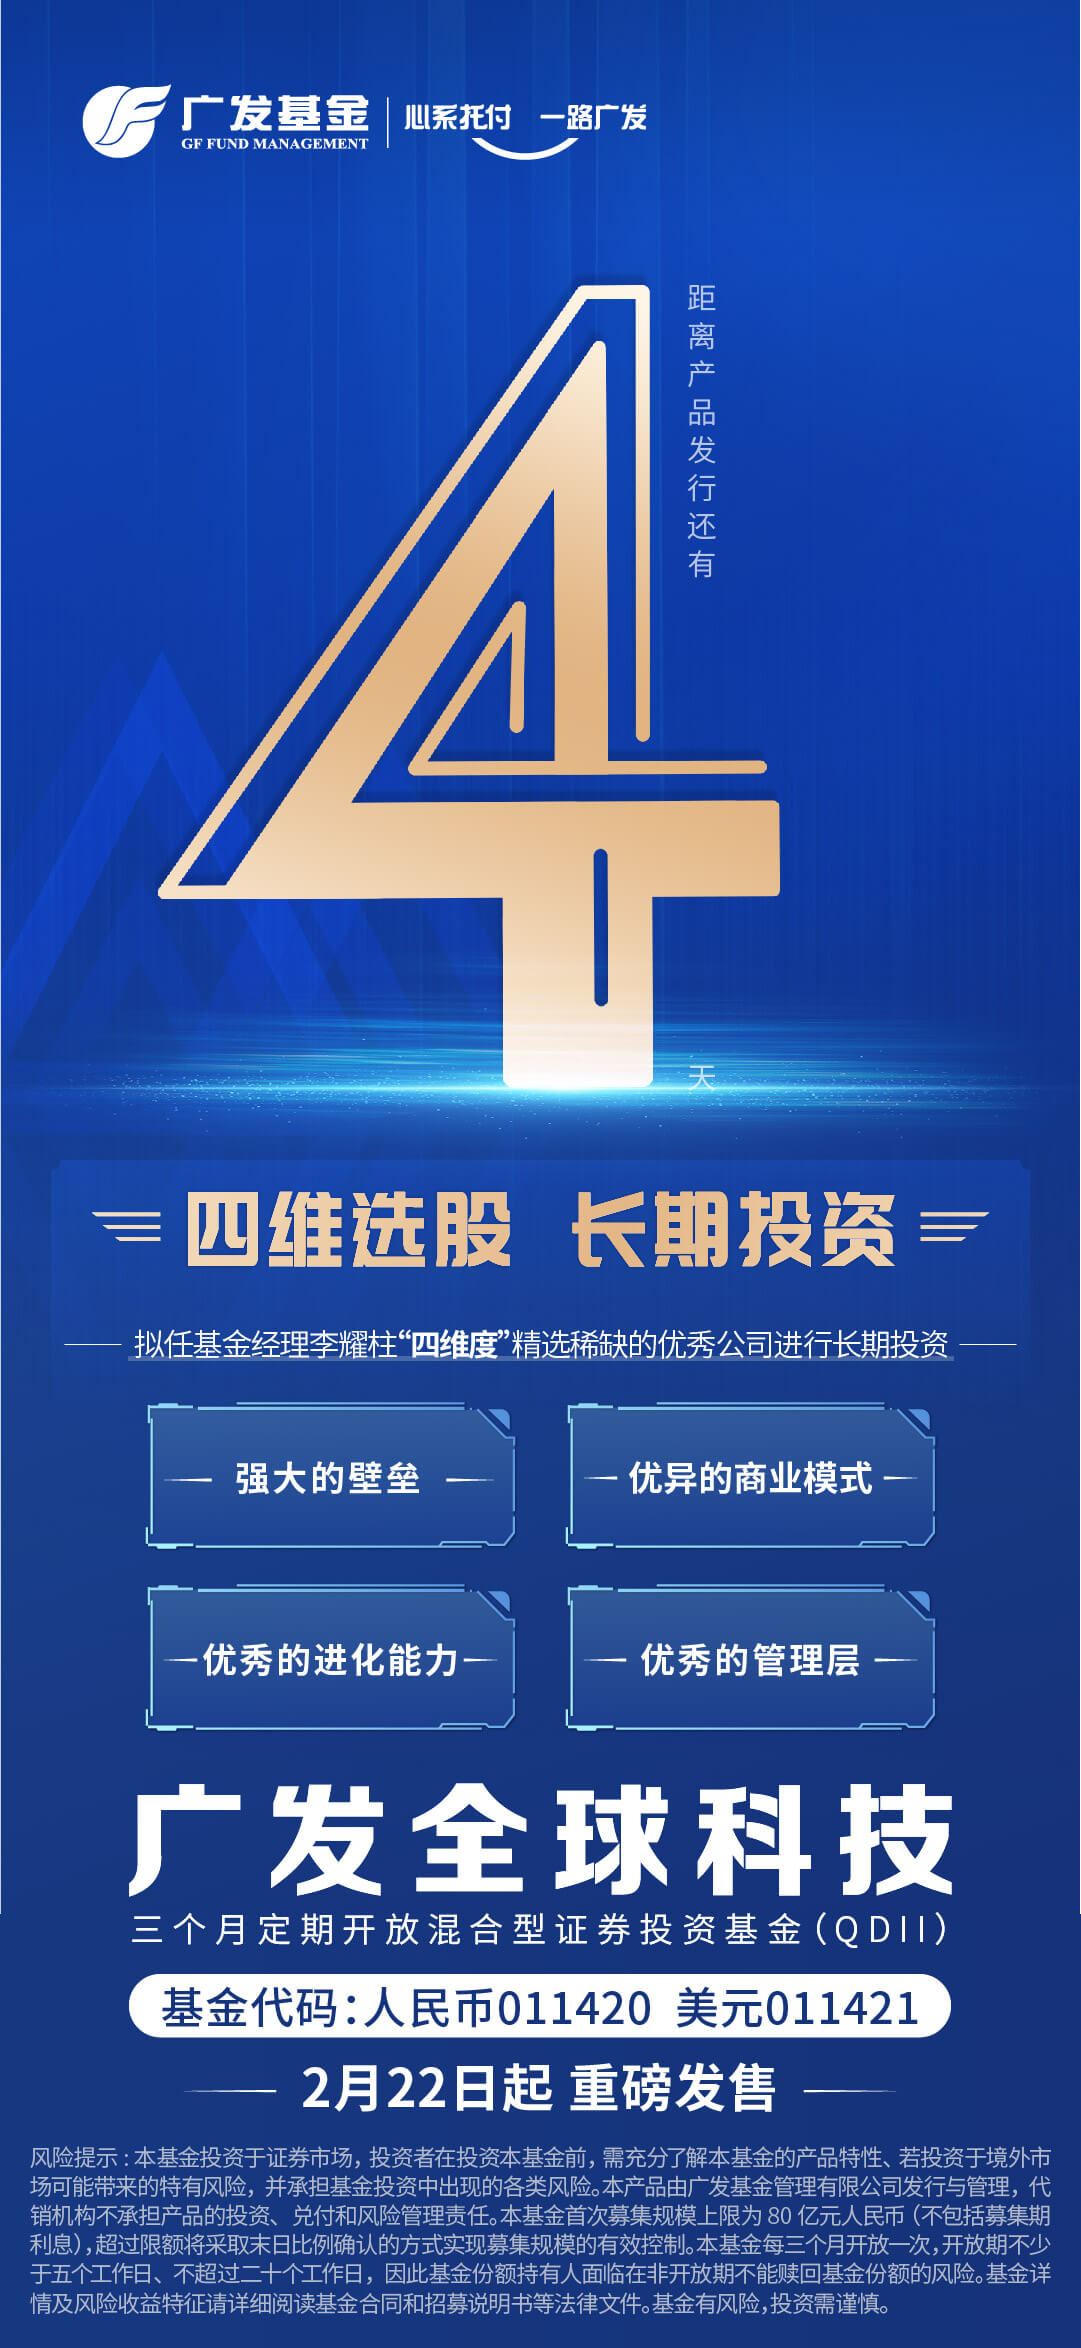 广发基金
GF FUND MANAGEMENT
心系托付 一路广发
距离产品发行还有
4
天
四维选股 长期投资
拟任基金经理李耀柱“四维度”精选稀缺的优秀公司进行长期投资
强大的壁垒
优异的商业模式
优秀的进化能力
优秀的管理层
广发全球科技
三个月定期开放混合型证券投资基金(QDII)
基金代码:人民币011420 美元011421
2月22日起 重磅发售
风险提示:本基金投资于证券市场,投资者在投资本基金前,需充分了解本基金的产品特性、若投资于境外市
场可能带来的特有风险,并承担基金投资中出现的各类风险。本产品由广发基金管理有限公司发行与管理,代
销机构不承担产品的投资、兑付和风险管理责任。本基金首次募集规模上限为 80 亿元人民币(不包括募集期
利息),超过限额将采取末日比例确认的方式实现募集规模的有效控制。本基金每三个月开放一次,开放期不少
于五个工作日、不超过二十个工作日,因此基金份额持有人面临在非开放期不能赎回基金份额的风险。基金详
情及风险收益特征请详细阅读基金合同和招募说明书等法律文件。基金有风险,投资需谨慎。